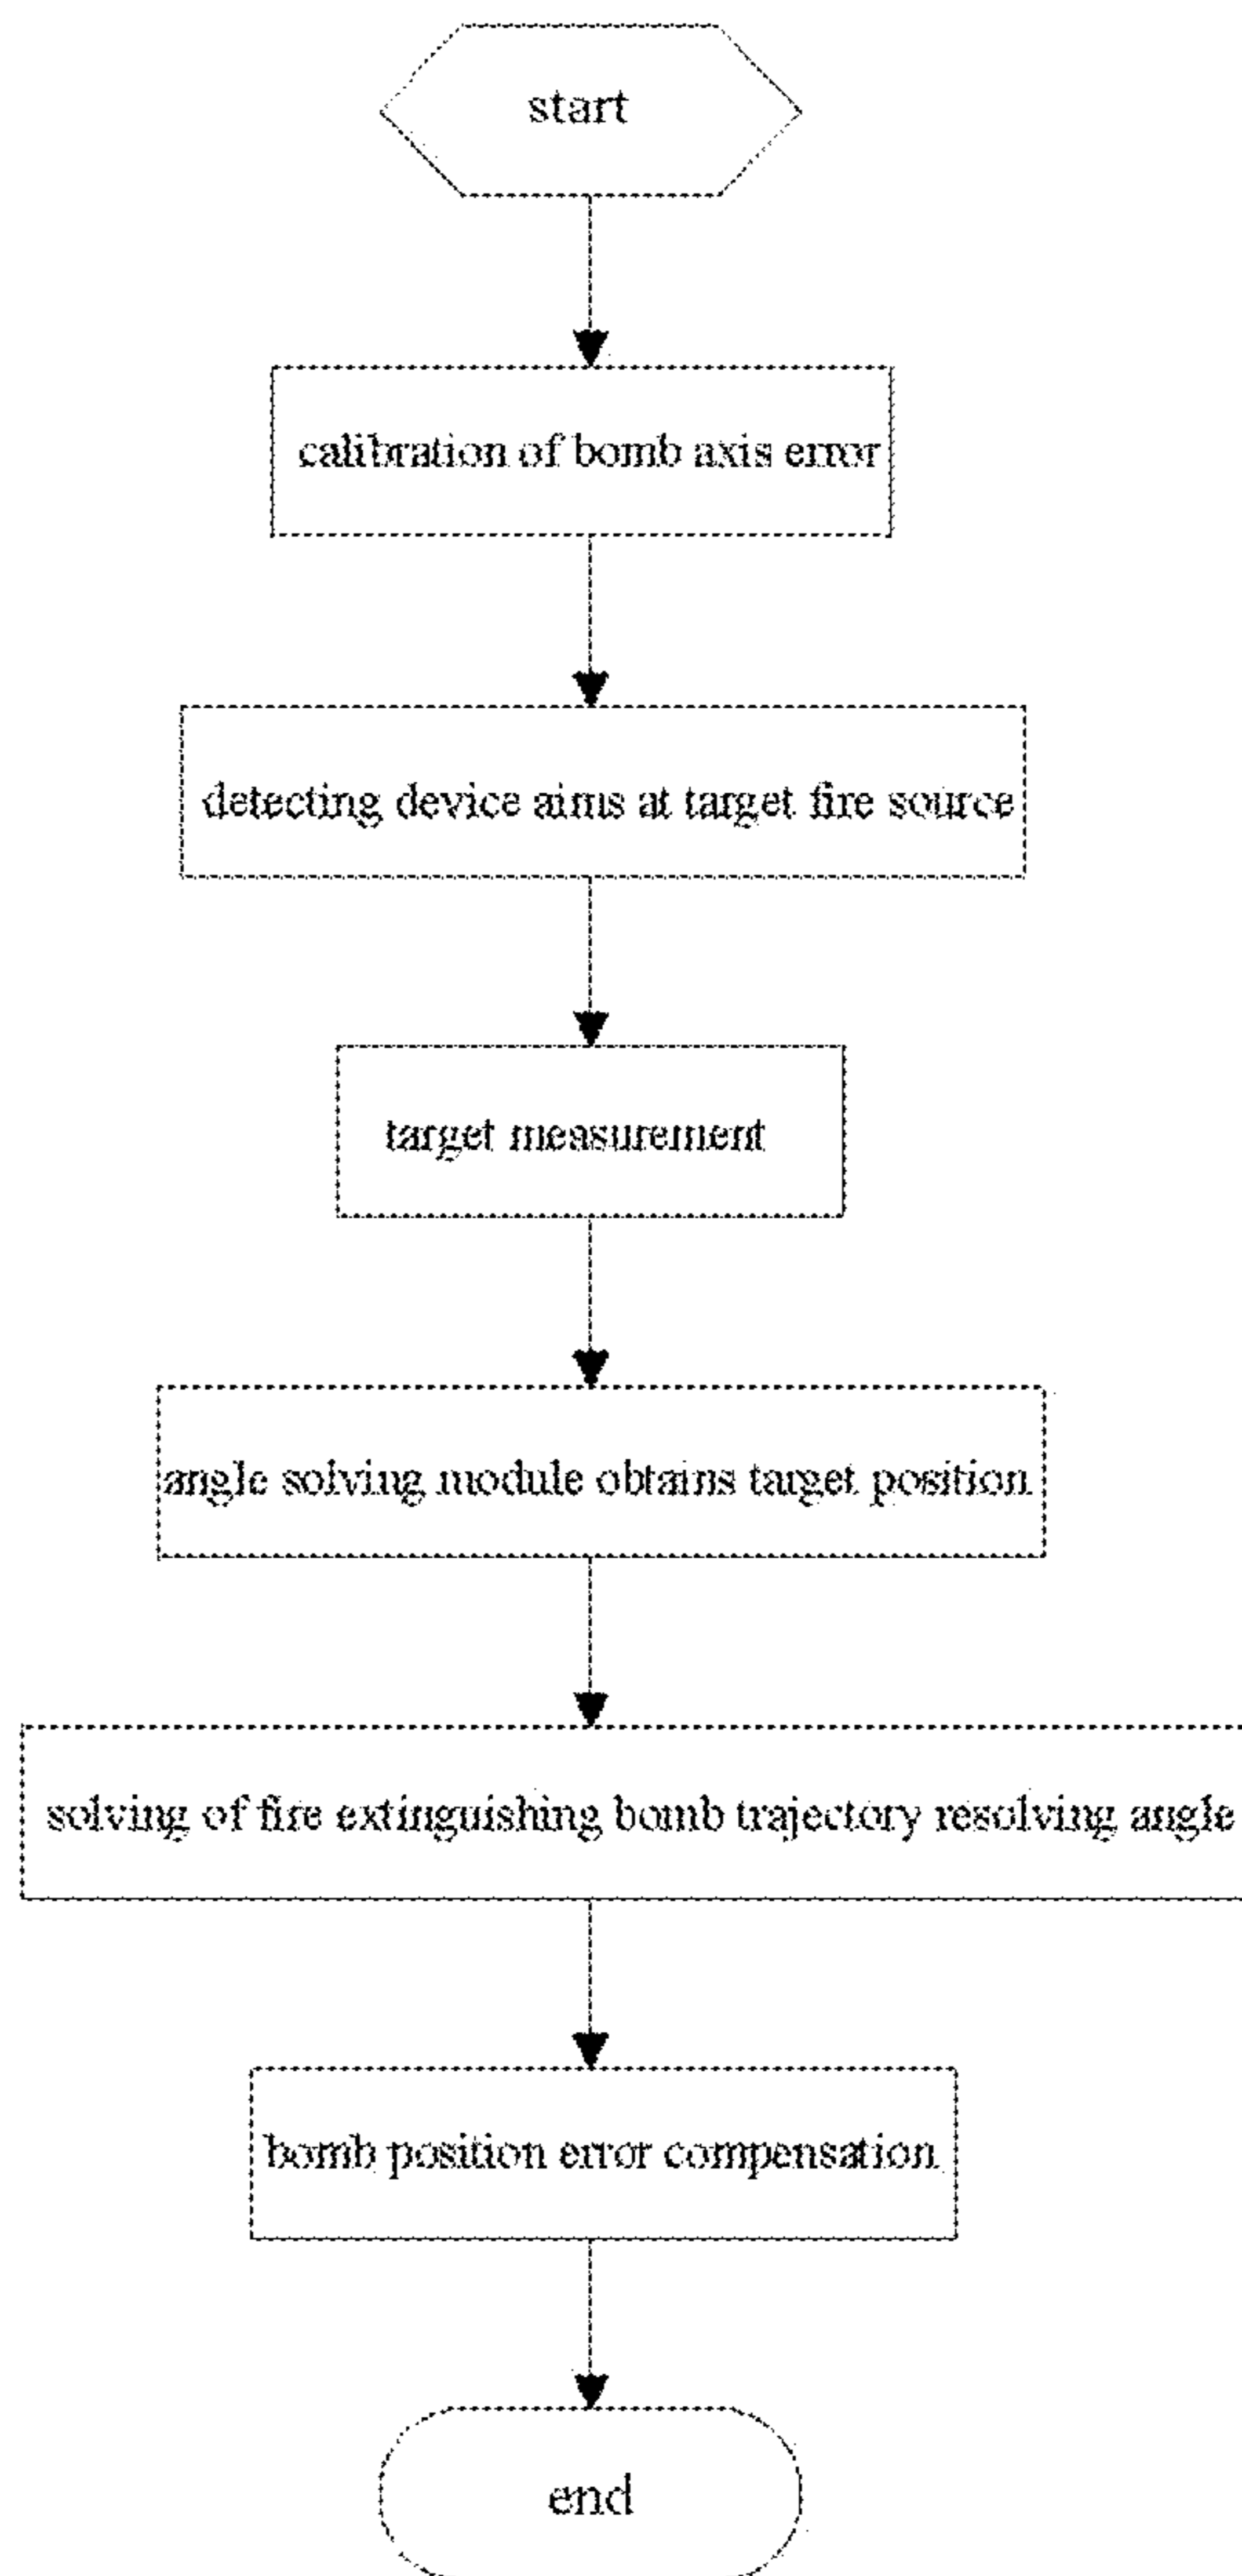 start
calibration of bomb axis error
detecting device aims at target fire source
target measurement
angle solving module obtains target position
solving of fire extinguishing bomb trajectory resolving angle
bomb position error compensation
end